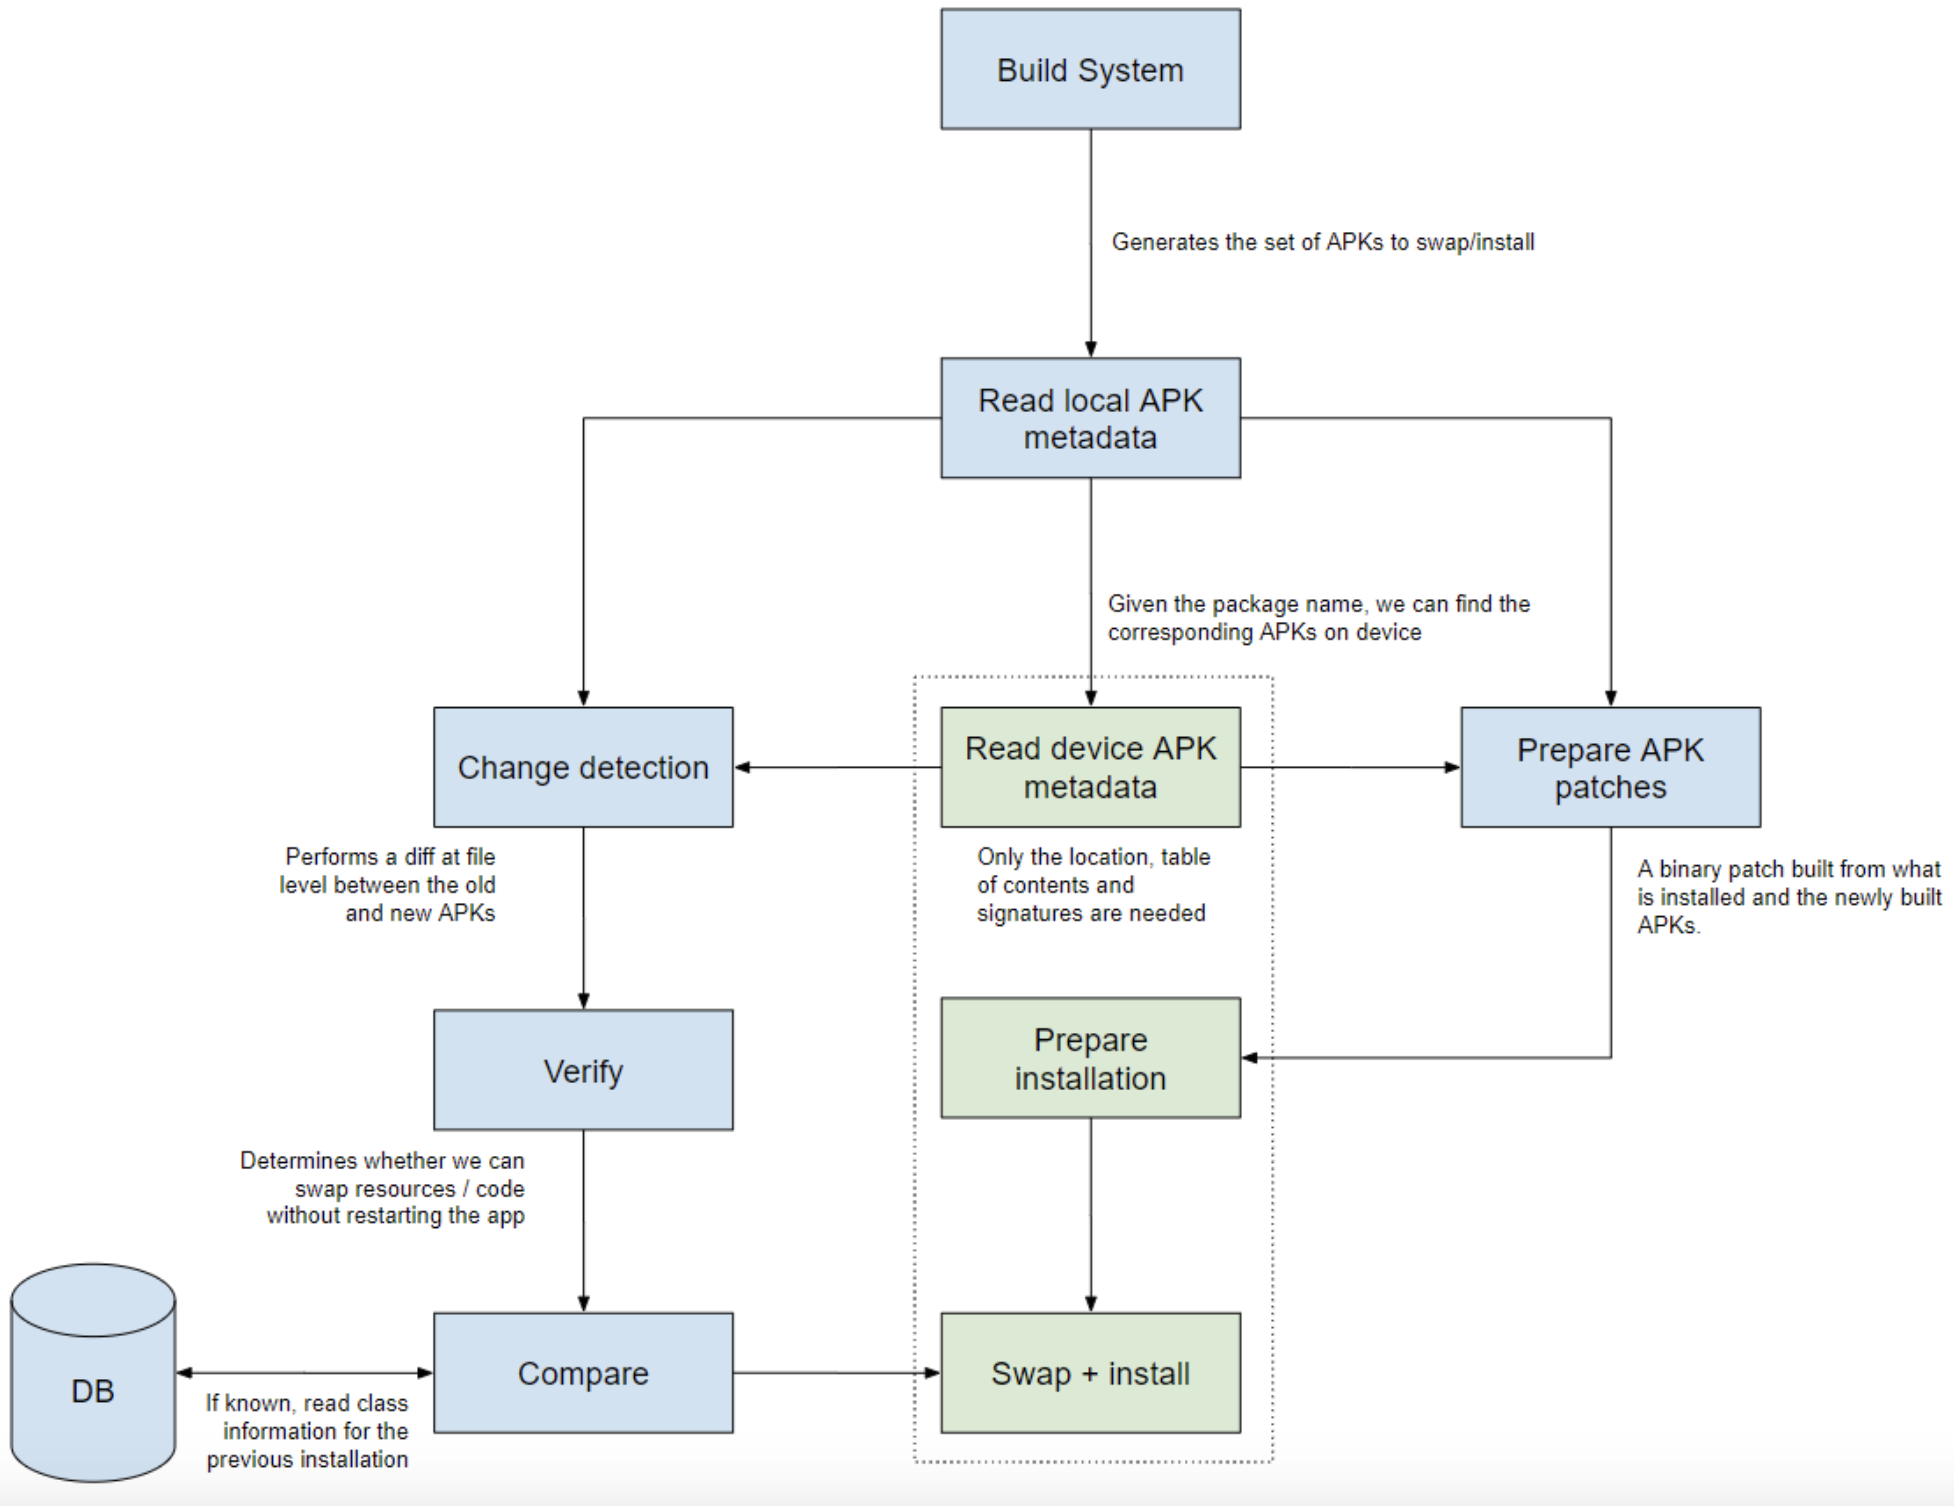 Build System
Generates the set of APKs to swap/install
Read local APK
metadata
Given the package name, we can find the
corresponding APKs on device
Change detection
Read device APK
metadata
Prepare APK
patches
Performs a diff at file
level between the old
and new APKs
Only the location, table
of contents and
signatures are needed
A binary patch built from what
is installed and the newly built
APKs.
Verify
Prepare
installation
Determines whether we can
swap resources / code
without restarting the app
DB
If known, read class
information for the
previous installation
Compare
Swap + install